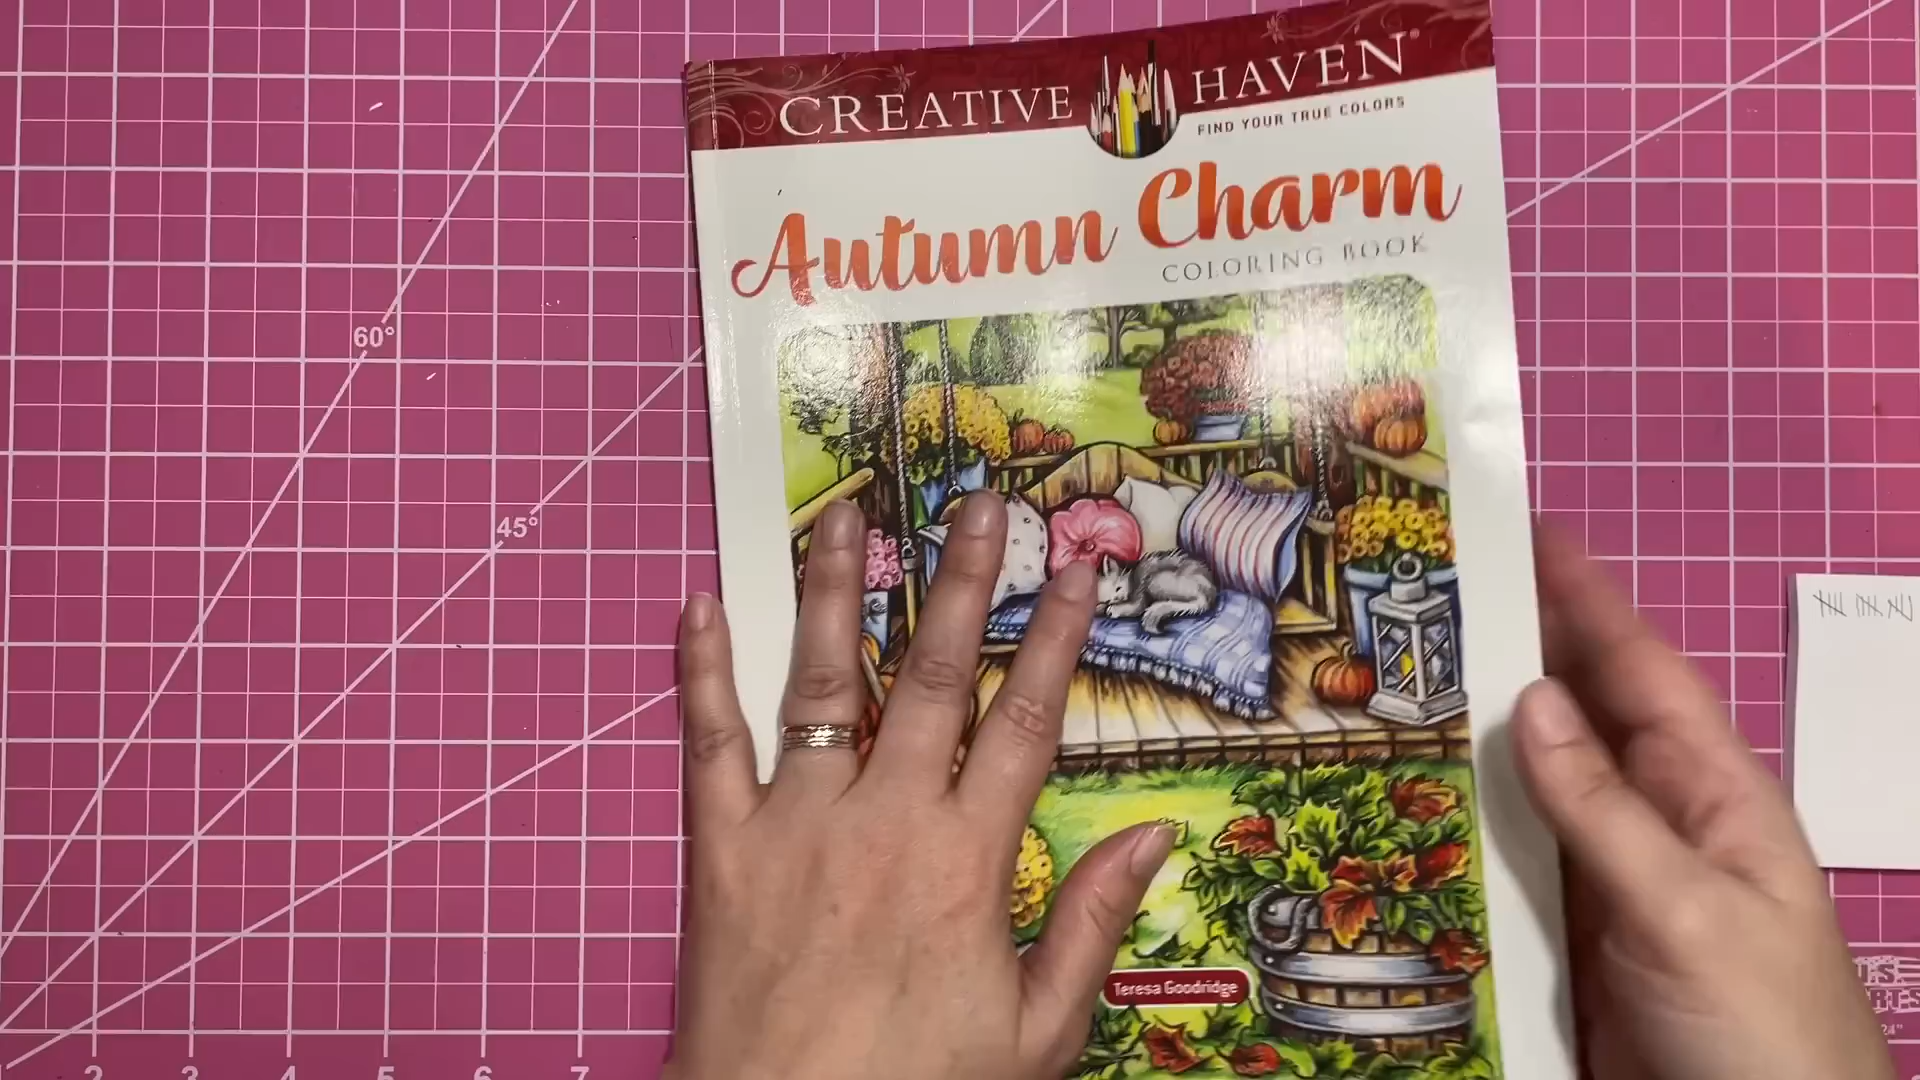 CREATIVE HAVEN®
FIND YOUR TRUE COLORS
Autumn Charm
COLORING BOOK
60°
45°
Teresa Goodridge
24"
2 3 4 5 6 7